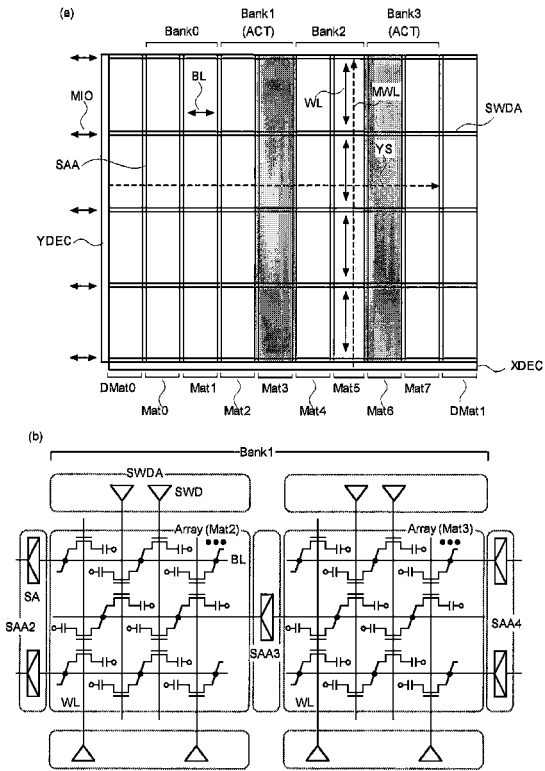 (a)
Bank0
Bank1
(ACT)
Bank2
Bank3
(ACT)
BL
MIO
WL
MWL
SWDA
SAA
YS
YDEC
XDEC
DMat0
Mat0
Mat1
Mat2
Mat3
Mat4
Mat5
Mat6
Mat7
DMat1
(b)
Bank1
SWDA
SWD
Array (Mat2)
Array (Mat3)
BL
SA
SAA2
SAA3
SAA4
WL
WL